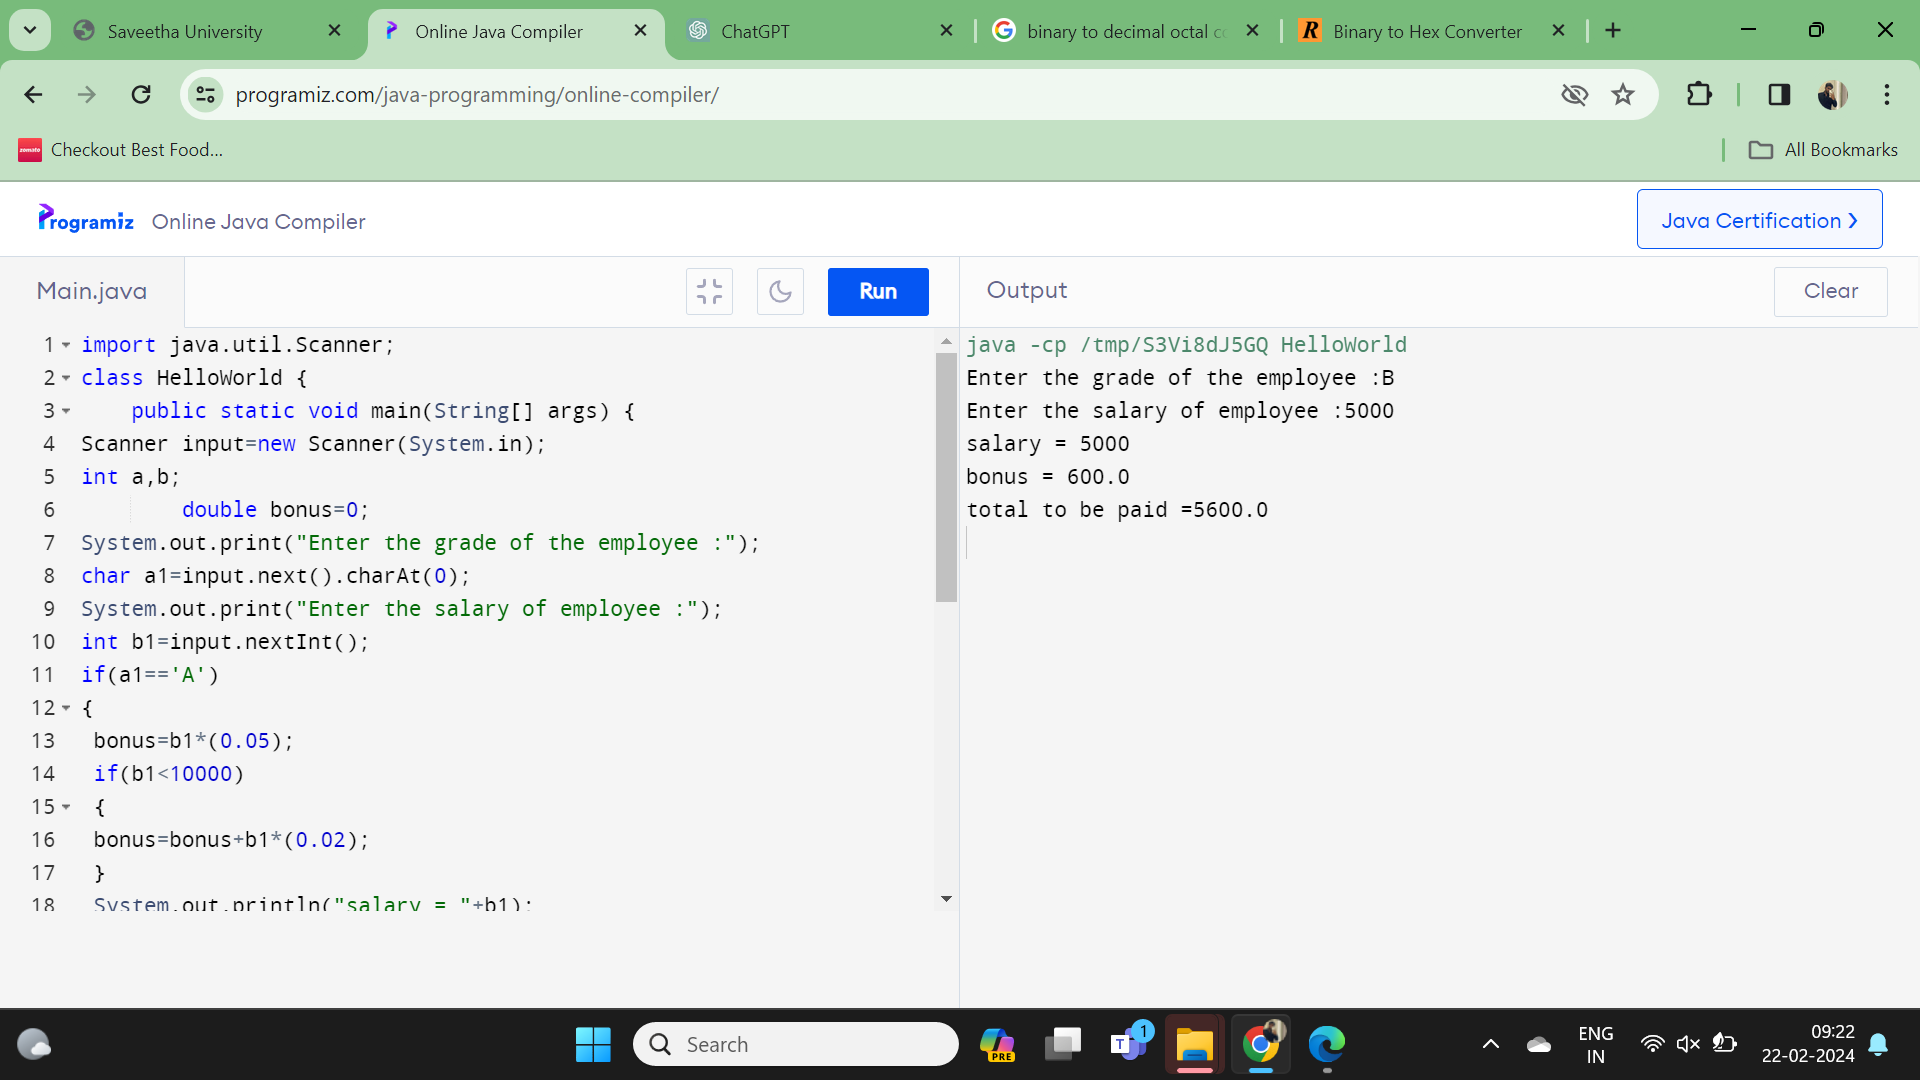 Saveetha University
Online Java Compiler
ChatGPT
binary to decimal octal co
Binary to Hex Converter
programiz.com/java-programming/online-compiler/
zomato
Checkout Best Food...
All Bookmarks
Programiz
Online Java Compiler
Java Certification
Main.java
Run
Output
Clear
1 import java.util.Scanner;
2 class HelloWorld {
3     public static void main(String[] args) {
4 Scanner input=new Scanner(System.in);
5 int a,b;
6         double bonus=0;
7 System.out.print("Enter the grade of the employee :");
8 char a1=input.next().charAt(0);
9 System.out.print("Enter the salary of employee :");
10 int b1=input.nextInt();
11 if(a1=='A')
12 {
13  bonus=b1*(0.05);
14  if(b1<10000)
15  {
16  bonus=bonus+b1*(0.02);
17  }
18  System.out.println("salary = "+b1);
java -cp /tmp/S3Vi8dJ5GQ HelloWorld
Enter the grade of the employee :B
Enter the salary of employee :5000
salary = 5000
bonus = 600.0
total to be paid =5600.0
Search
PRE
T
1
ENG
IN
09:22
22-02-2024